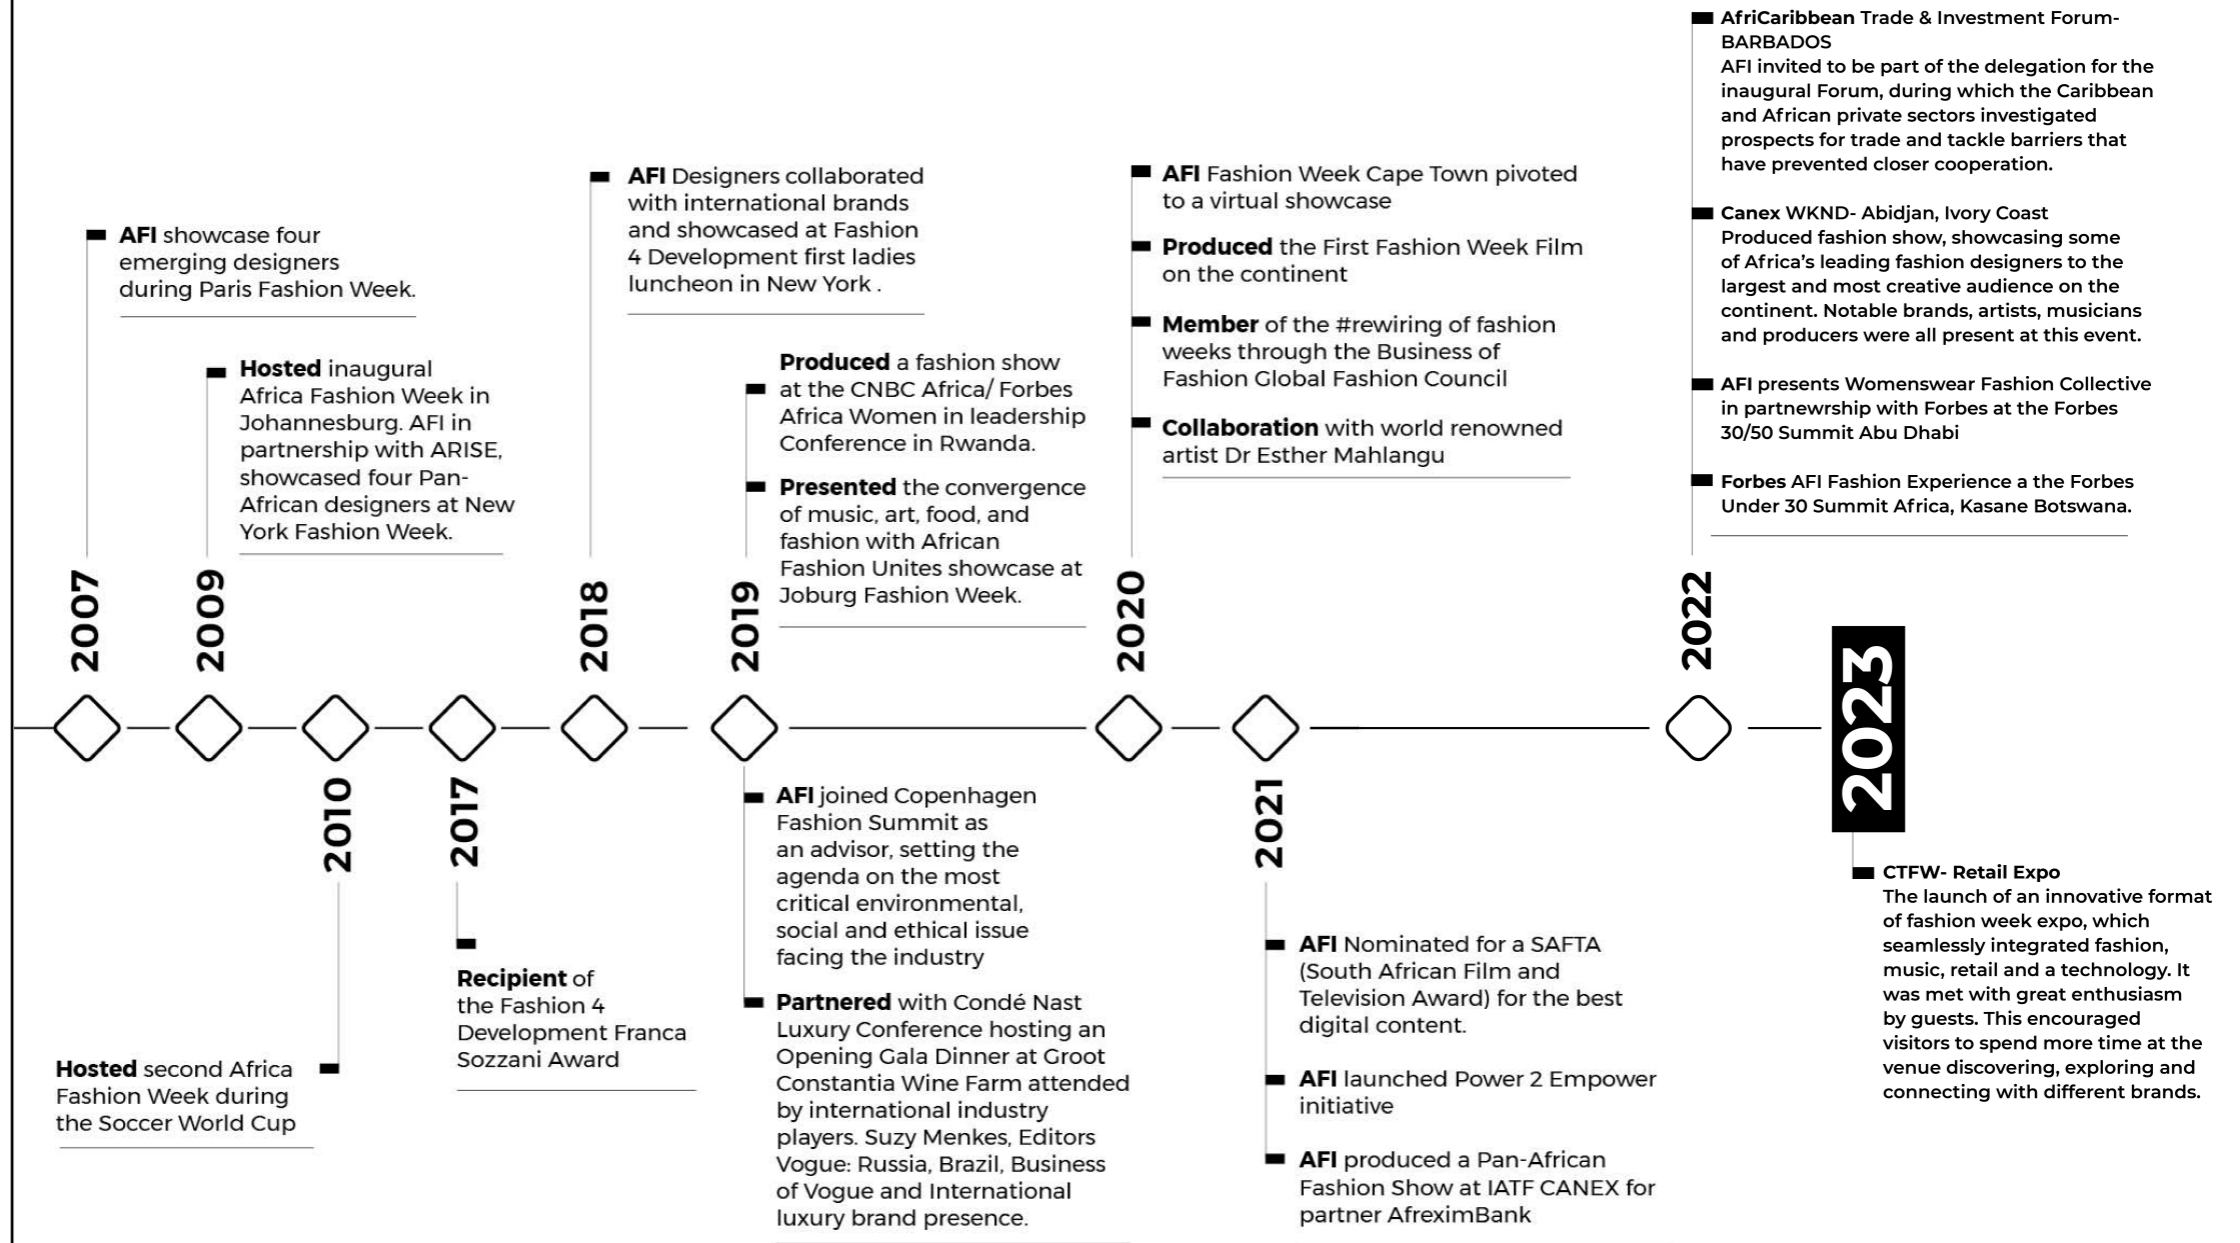 2007
AFI showcase four
emerging designers
during Paris Fashion Week.
2009
Hosted inaugural
Africa Fashion Week in
Johannesburg. AFI in
partnership with ARISE,
showcased four Pan-
African designers at New
York Fashion Week.
2010
Hosted second Africa
Fashion Week during
the Soccer World Cup
2017
Recipient of
the Fashion 4
Development Franca
Sozzani Award
2018
AFI Designers collaborated
with international brands
and showcased at Fashion
4 Development first ladies
luncheon in New York .
2019
Produced a fashion show
at the CNBC Africa/ Forbes
Africa Women in leadership
Conference in Rwanda.
Presented the convergence
of music, art, food, and
fashion with African
Fashion Unites showcase at
Joburg Fashion Week.
AFI joined Copenhagen
Fashion Summit as
an advisor, setting the
agenda on the most
critical environmental,
social and ethical issue
facing the industry
Partnered with Condé Nast
Luxury Conference hosting an
Opening Gala Dinner at Groot
Constantia Wine Farm attended
by international industry
players. Suzy Menkes, Editors
Vogue: Russia, Brazil, Business
of Vogue and International
luxury brand presence.
2020
AFI Fashion Week Cape Town pivoted
to a virtual showcase
Produced the First Fashion Week Film
on the continent
Member of the #rewiring of fashion
weeks through the Business of
Fashion Global Fashion Council
Collaboration with world renowned
artist Dr Esther Mahlangu
2021
AFI Nominated for a SAFTA
(South African Film and
Television Award) for the best
digital content.
AFI launched Power 2 Empower
initiative
AFI produced a Pan-African
Fashion Show at IATF CANEX for
partner AfreximBank
2022
AfriCaribbean Trade & Investment Forum-
BARBADOS
AFI invited to be part of the delegation for the
inaugural Forum, during which the Caribbean
and African private sectors investigated
prospects for trade and tackle barriers that
have prevented closer cooperation.
Canex WKND- Abidjan, Ivory Coast
Produced fashion show, showcasing some
of Africa’s leading fashion designers to the
largest and most creative audience on the
continent. Notable brands, artists, musicians
and producers were all present at this event.
AFI presents Womenswear Fashion Collective
in partnewrship with Forbes at the Forbes
30/50 Summit Abu Dhabi
Forbes AFI Fashion Experience a the Forbes
Under 30 Summit Africa, Kasane Botswana.
2023
CTFW- Retail Expo
The launch of an innovative format
of fashion week expo, which
seamlessly integrated fashion,
music, retail and a technology. It
was met with great enthusiasm
by guests. This encouraged
visitors to spend more time at the
venue discovering, exploring and
connecting with different brands.